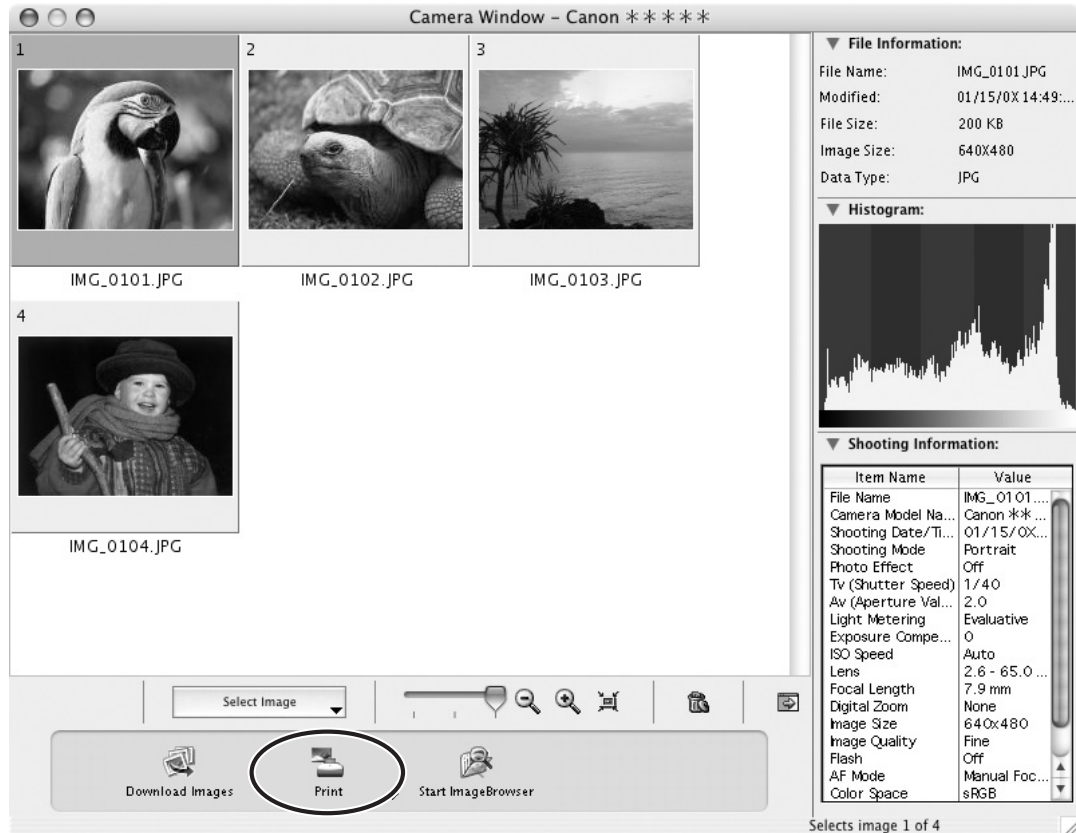 Camera Window – Canon ＊＊＊＊＊
1
2
3
IMG_0101.JPG
IMG_0102.JPG
IMG_0103.JPG
4
IMG_0104.JPG
Select Image
Download Images
Print
Start ImageBrowser
File Information:
File Name: IMG_0101.JPG
Modified: 01/15/0X 14:49:...
File Size: 200 KB
Image Size: 640X480
Data Type: JPG
Histogram:
Shooting Information:
Item Name Value
File Name IMG_0101....
Camera Model Na... Canon ＊＊ ...
Shooting Date/Ti... 01/15/0X...
Shooting Mode Portrait
Photo Effect Off
Tv (Shutter Speed) 1/40
Av (Aperture Val... 2.0
Light Metering Evaluative
Exposure Compe... 0
ISO Speed Auto
Lens 2.6 - 65.0 ...
Focal Length 7.9 mm
Digital Zoom None
Image Size 640x480
Image Quality Fine
Flash Off
AF Mode Manual Foc...
Color Space sRGB
Selects image 1 of 4